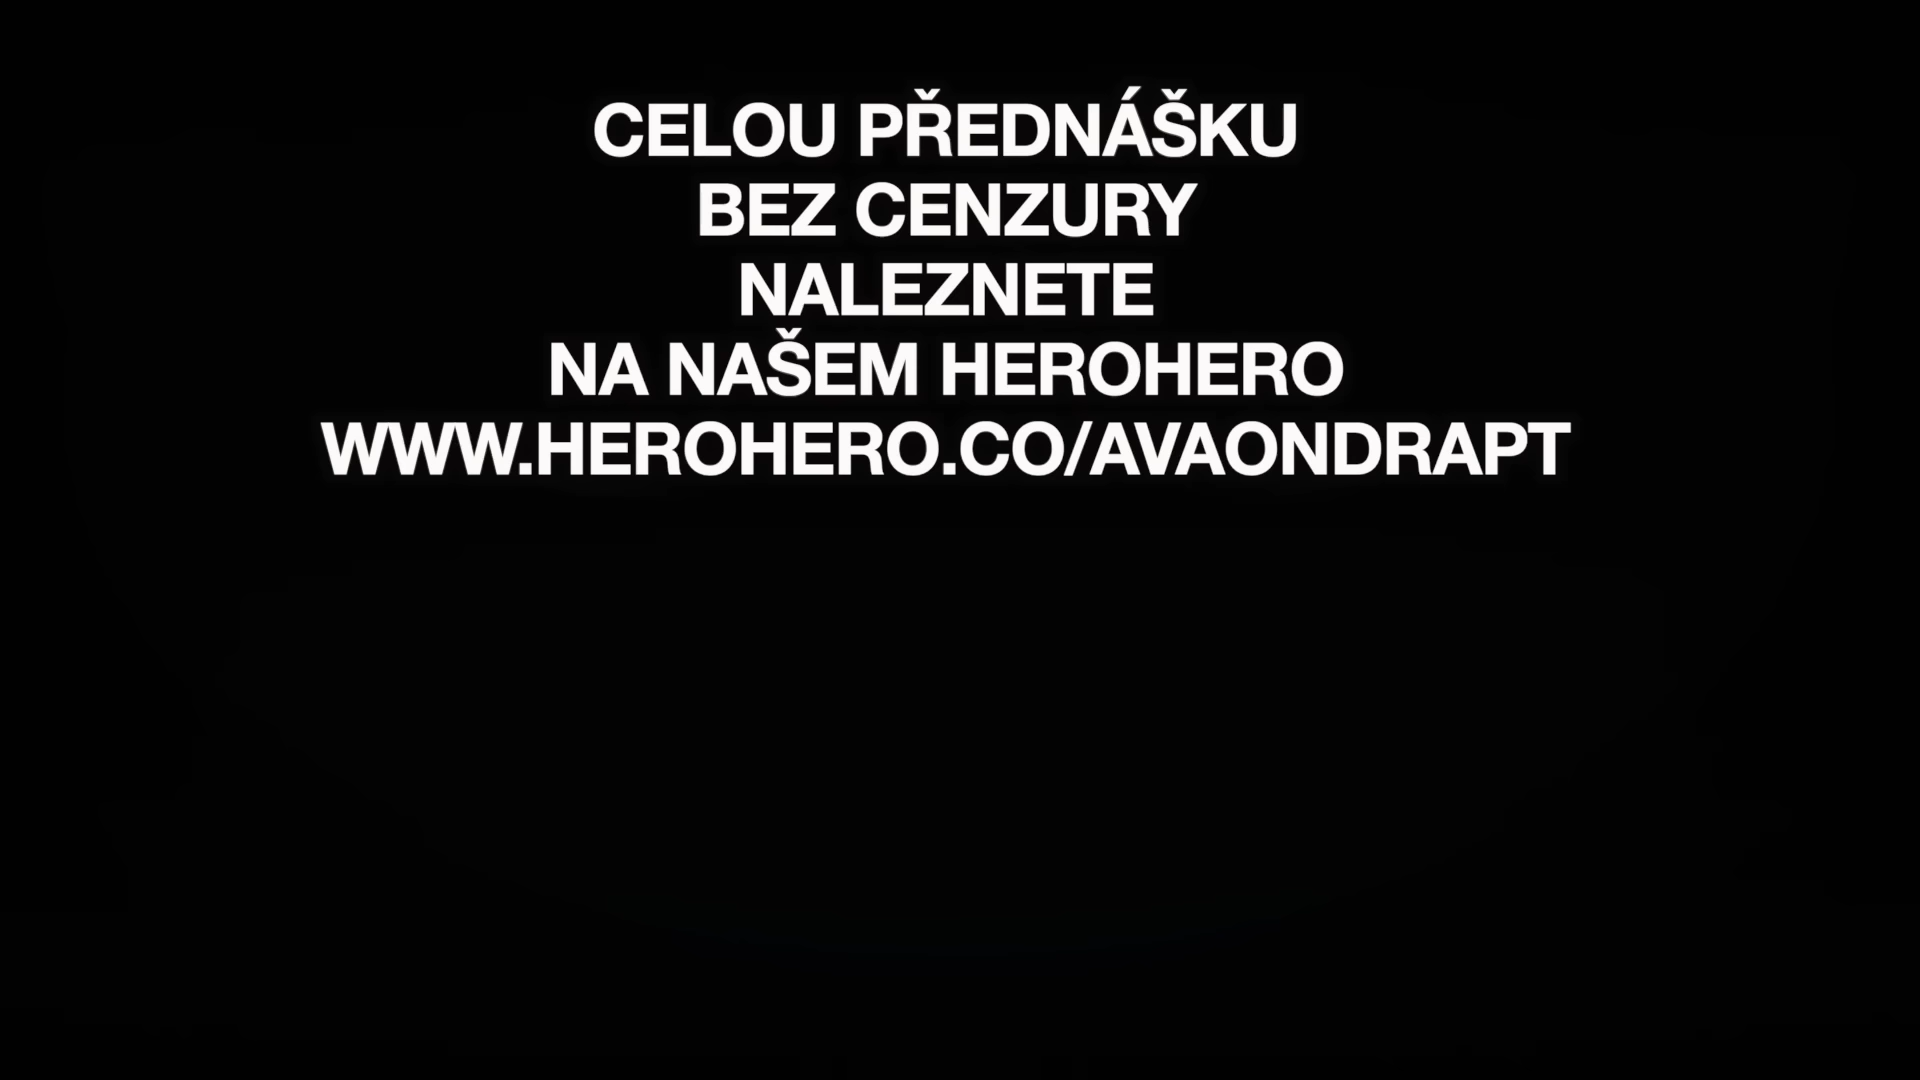 CELOU PŘEDNÁŠKU
BEZ CENZURY
NALEZNETE
NA NAŠEM HEROHERO
WWW.HEROHERO.CO/AVAONDRAPT